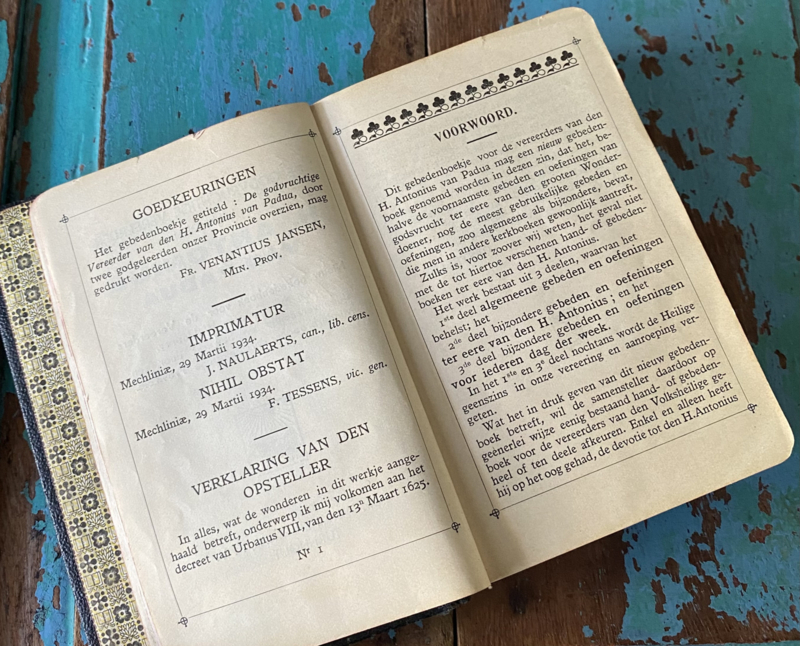 GOEDKEURINGEN
Het gebedenboekje getiteld : De godvruchtige
Vereerder van den H. Antonius van Padua, door
twee godgeleerden onzer Provincie overzien, mag
gedrukt worden.
FR. VENANTIUS JANSEN,
MIN. PROV.
IMPRIMATUR
Mechliniæ, 29 Martii 1934.
J. NAULAERTS, can., lib. cens.
NIHIL OBSTAT
Mechliniæ, 29 Martii 1934.
F. TESSENS, vic. gen.
VERKLARING VAN DEN
OPSTELLER
In alles, wat de wonderen in dit werkje aange-
haald betreft, onderwerp ik mij volkomen aan het
decreet van Urbanus VIII, van den 13ⁿ Maart 1625.
Nʳ 1
VOORWOORD.
Dit gebedenboekje voor de vereerders van den
H. Antonius van Padua mag een nieuw gebeden-
boek genoemd worden in dezen zin, dat het, be-
halve de voornaamste gebeden en oefeningen van
godsvrucht ter eere van den grooten Wonder-
doener, nog de meest gebruikelijke gebeden en
oefeningen, zoo algemeene als bijzondere, bevat,
die men in andere kerkboeken gewoonlijk aantreft.
Zulks is, voor zoover wij weten, het geval niet
met de tot hiertoe verschenen hand- of gebeden-
boeken ter eere van den H. Antonius.
Het werk bestaat uit 3 deelen, waarvan het
1ˢᵗᵉ deel algemeene gebeden en oefeningen
behelst; het
2ᵈᵉ deel bijzondere gebeden en oefeningen
ter eere van den H. Antonius ; en het
3ᵈᵉ deel bijzondere gebeden en oefeningen
voor iederen dag der week.
In het 1ˢᵗᵉ en 3ᵉ deel nochtans wordt de Heilige
geenszins in onze vereering en aanroeping ver-
geten.
Wat het in druk geven van dit nieuw gebeden-
boek betreft, wil de samensteller daardoor op
geenerlei wijze eenig bestaand hand- of gebeden-
boek voor de vereerders van den Volksheilige ge-
heel of ten deele afkeuren. Enkel en alleen heeft
hij op het oog gehad, de devotie tot den H. Antonius